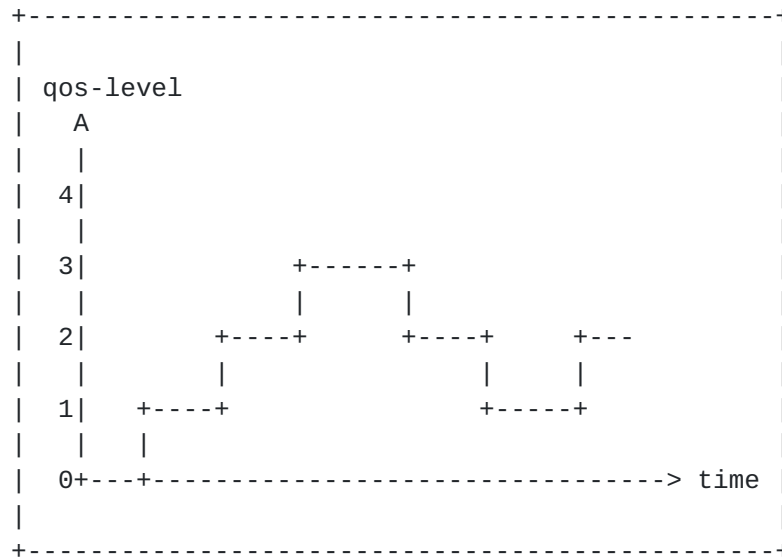 +------------------------------------------------+
|                                                |
| qos-level                                      |
|   A                                            |
|   |                                            |
|  4|                                            |
|   |                                            |
|  3|             +------+                       |
|   |             |      |                       |
|  2|        +----+      +----+     +---         |
|   |        |                |     |            |
|  1|   +----+                +-----+            |
|   |   |                                        |
|  0+---+---------------------------------> time |
|                                                |
+------------------------------------------------+